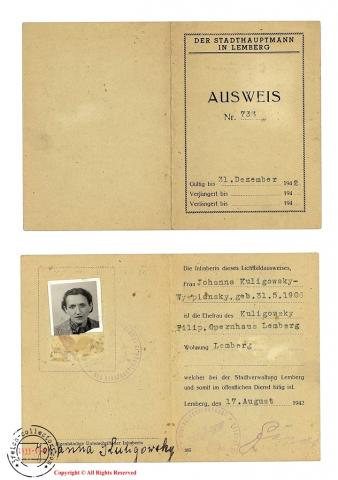 DER STADTHAUPTMANN
IN LEMBERG
AUSWEIS
Nr. 733
Gültig bis 31. Dezember 1942
Verlängert bis 194
Verlängert bis 194
Die Inhaberin dieses Lichtbildausweises,
Frau Johanna Kuligowsky-
geb. 31.5.1906
ist die Ehefrau des Kuligowsky
Filip, Opernhaus Lemberg
Wohnung Lemberg
welcher bei der Stadtverwaltung Lemberg
und somit im öffentlichen Dienst tätig ist.
Lemberg, den 17. August 1942
Eigenhändige Unterschrift der Inhaberin
Johanna Kuligowsky
Copyright © All Rights Reserved